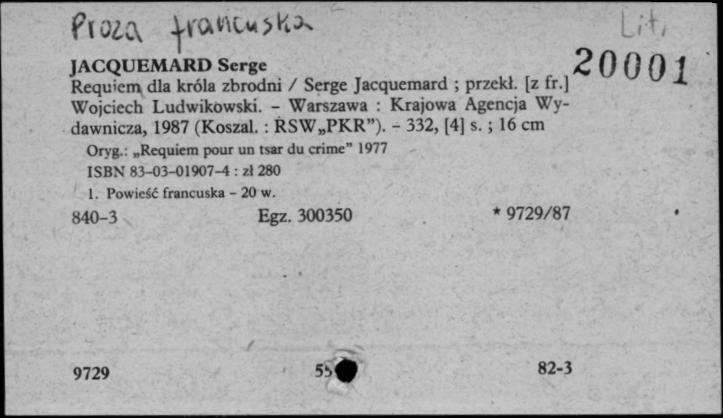 Proza francuska
Lit.
JACQUEMARD Serge
20001
Requiem dla króla zbrodni / Serge Jacquemard ; przekł. [z fr.]
Wojciech Ludwikowski. – Warszawa : Krajowa Agencja Wy-
dawnicza, 1987 (Koszal. : RSW„PKR”). – 332, [4] s. ; 16 cm
Oryg.: „Requiem pour un tsar du crime” 1977
ISBN 83-03-01907-4 : zł 280
1. Powieść francuska – 20 w.
840-3 Egz. 300350 * 9729/87
9729 82-3